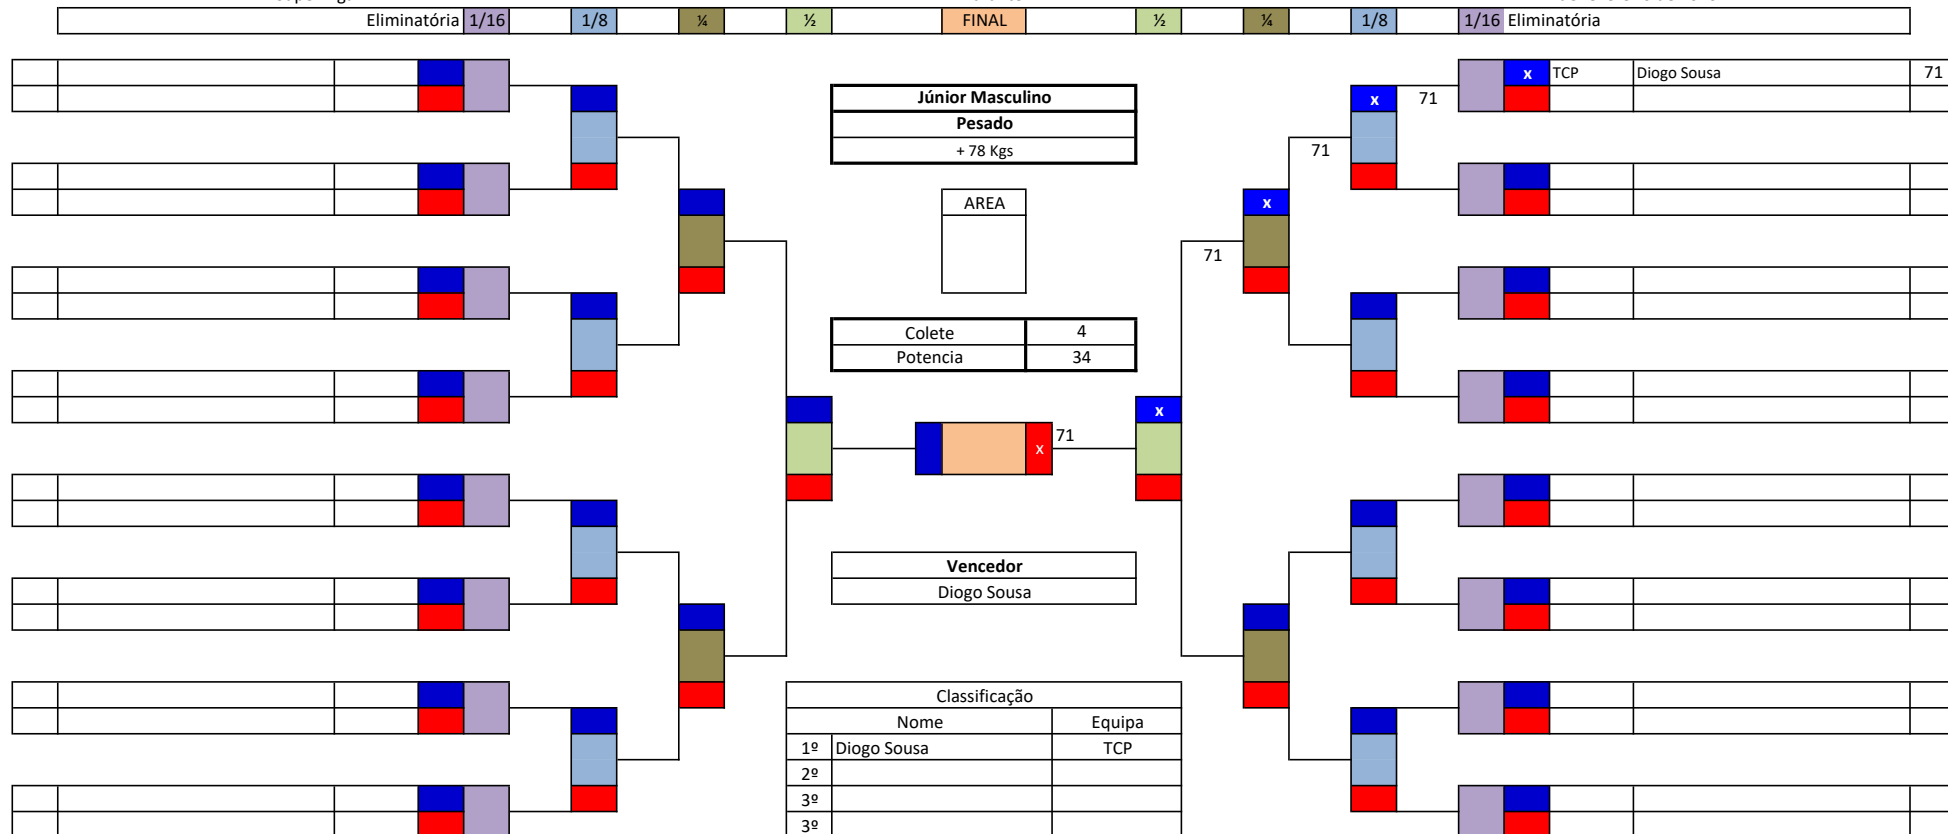 Eliminatória 1/16 1/8 ¼ ½ FINAL ½ ¼ 1/8 1/16 Eliminatória
x TCP Diogo Sousa 71
x 71
Júnior Masculino
Pesado
+ 78 Kgs
71
AREA
x
71
Colete 4
Potencia 34
x
x 71
Vencedor
Diogo Sousa
Classificação
Nome Equipa
1º Diogo Sousa TCP
2º
3º
3º